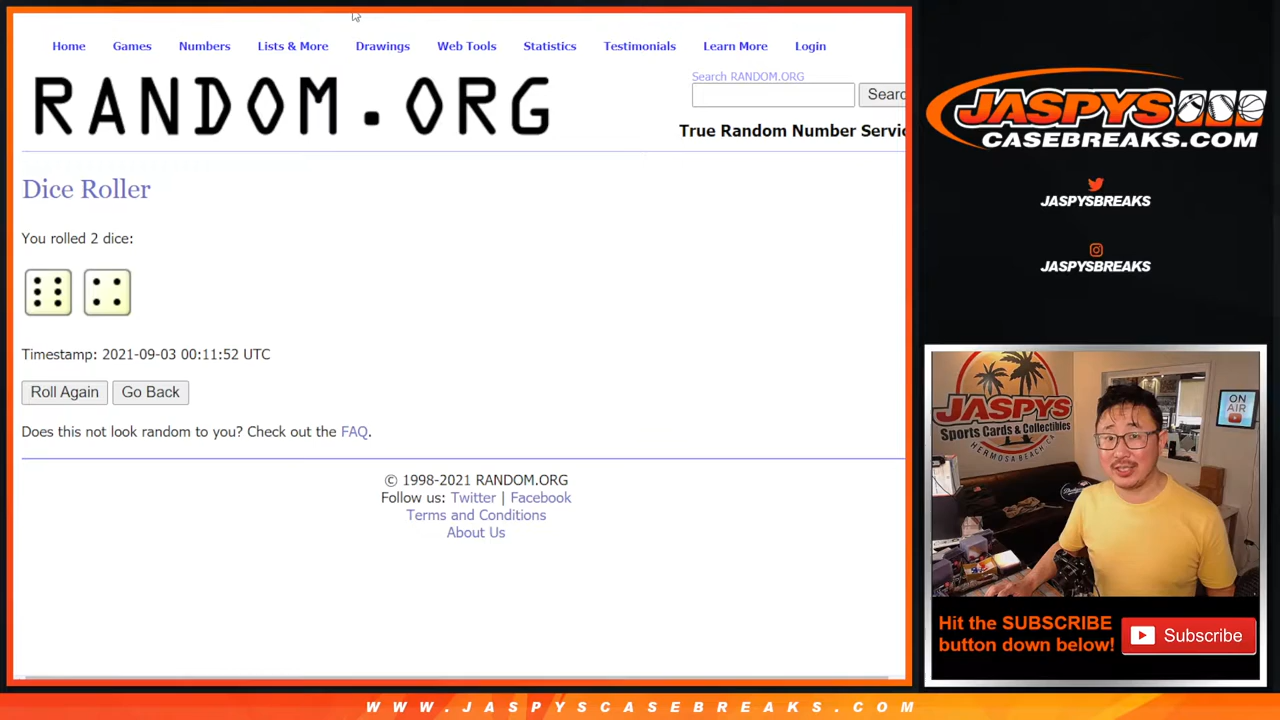 Home Games Numbers Lists & More Drawings Web Tools Statistics Testimonials Learn More Login
RANDOM.ORG
Search RANDOM.ORG
Searc
True Random Number Servic
Dice Roller
You rolled 2 dice:
Timestamp: 2021-09-03 00:11:52 UTC
Roll Again Go Back
Does this not look random to you? Check out the FAQ.
© 1998-2021 RANDOM.ORG
Follow us: Twitter | Facebook
Terms and Conditions
About Us
JASPYS
CASEBREAKS.COM
JASPYSBREAKS
JASPYSBREAKS
JASPYS
Sports Cards & Collectibles
HERMOSA BEACH, CA
ON
AIR
Hit the SUBSCRIBE
button down below!
Subscribe
WWW.JASPYSCASEBREAKS.COM